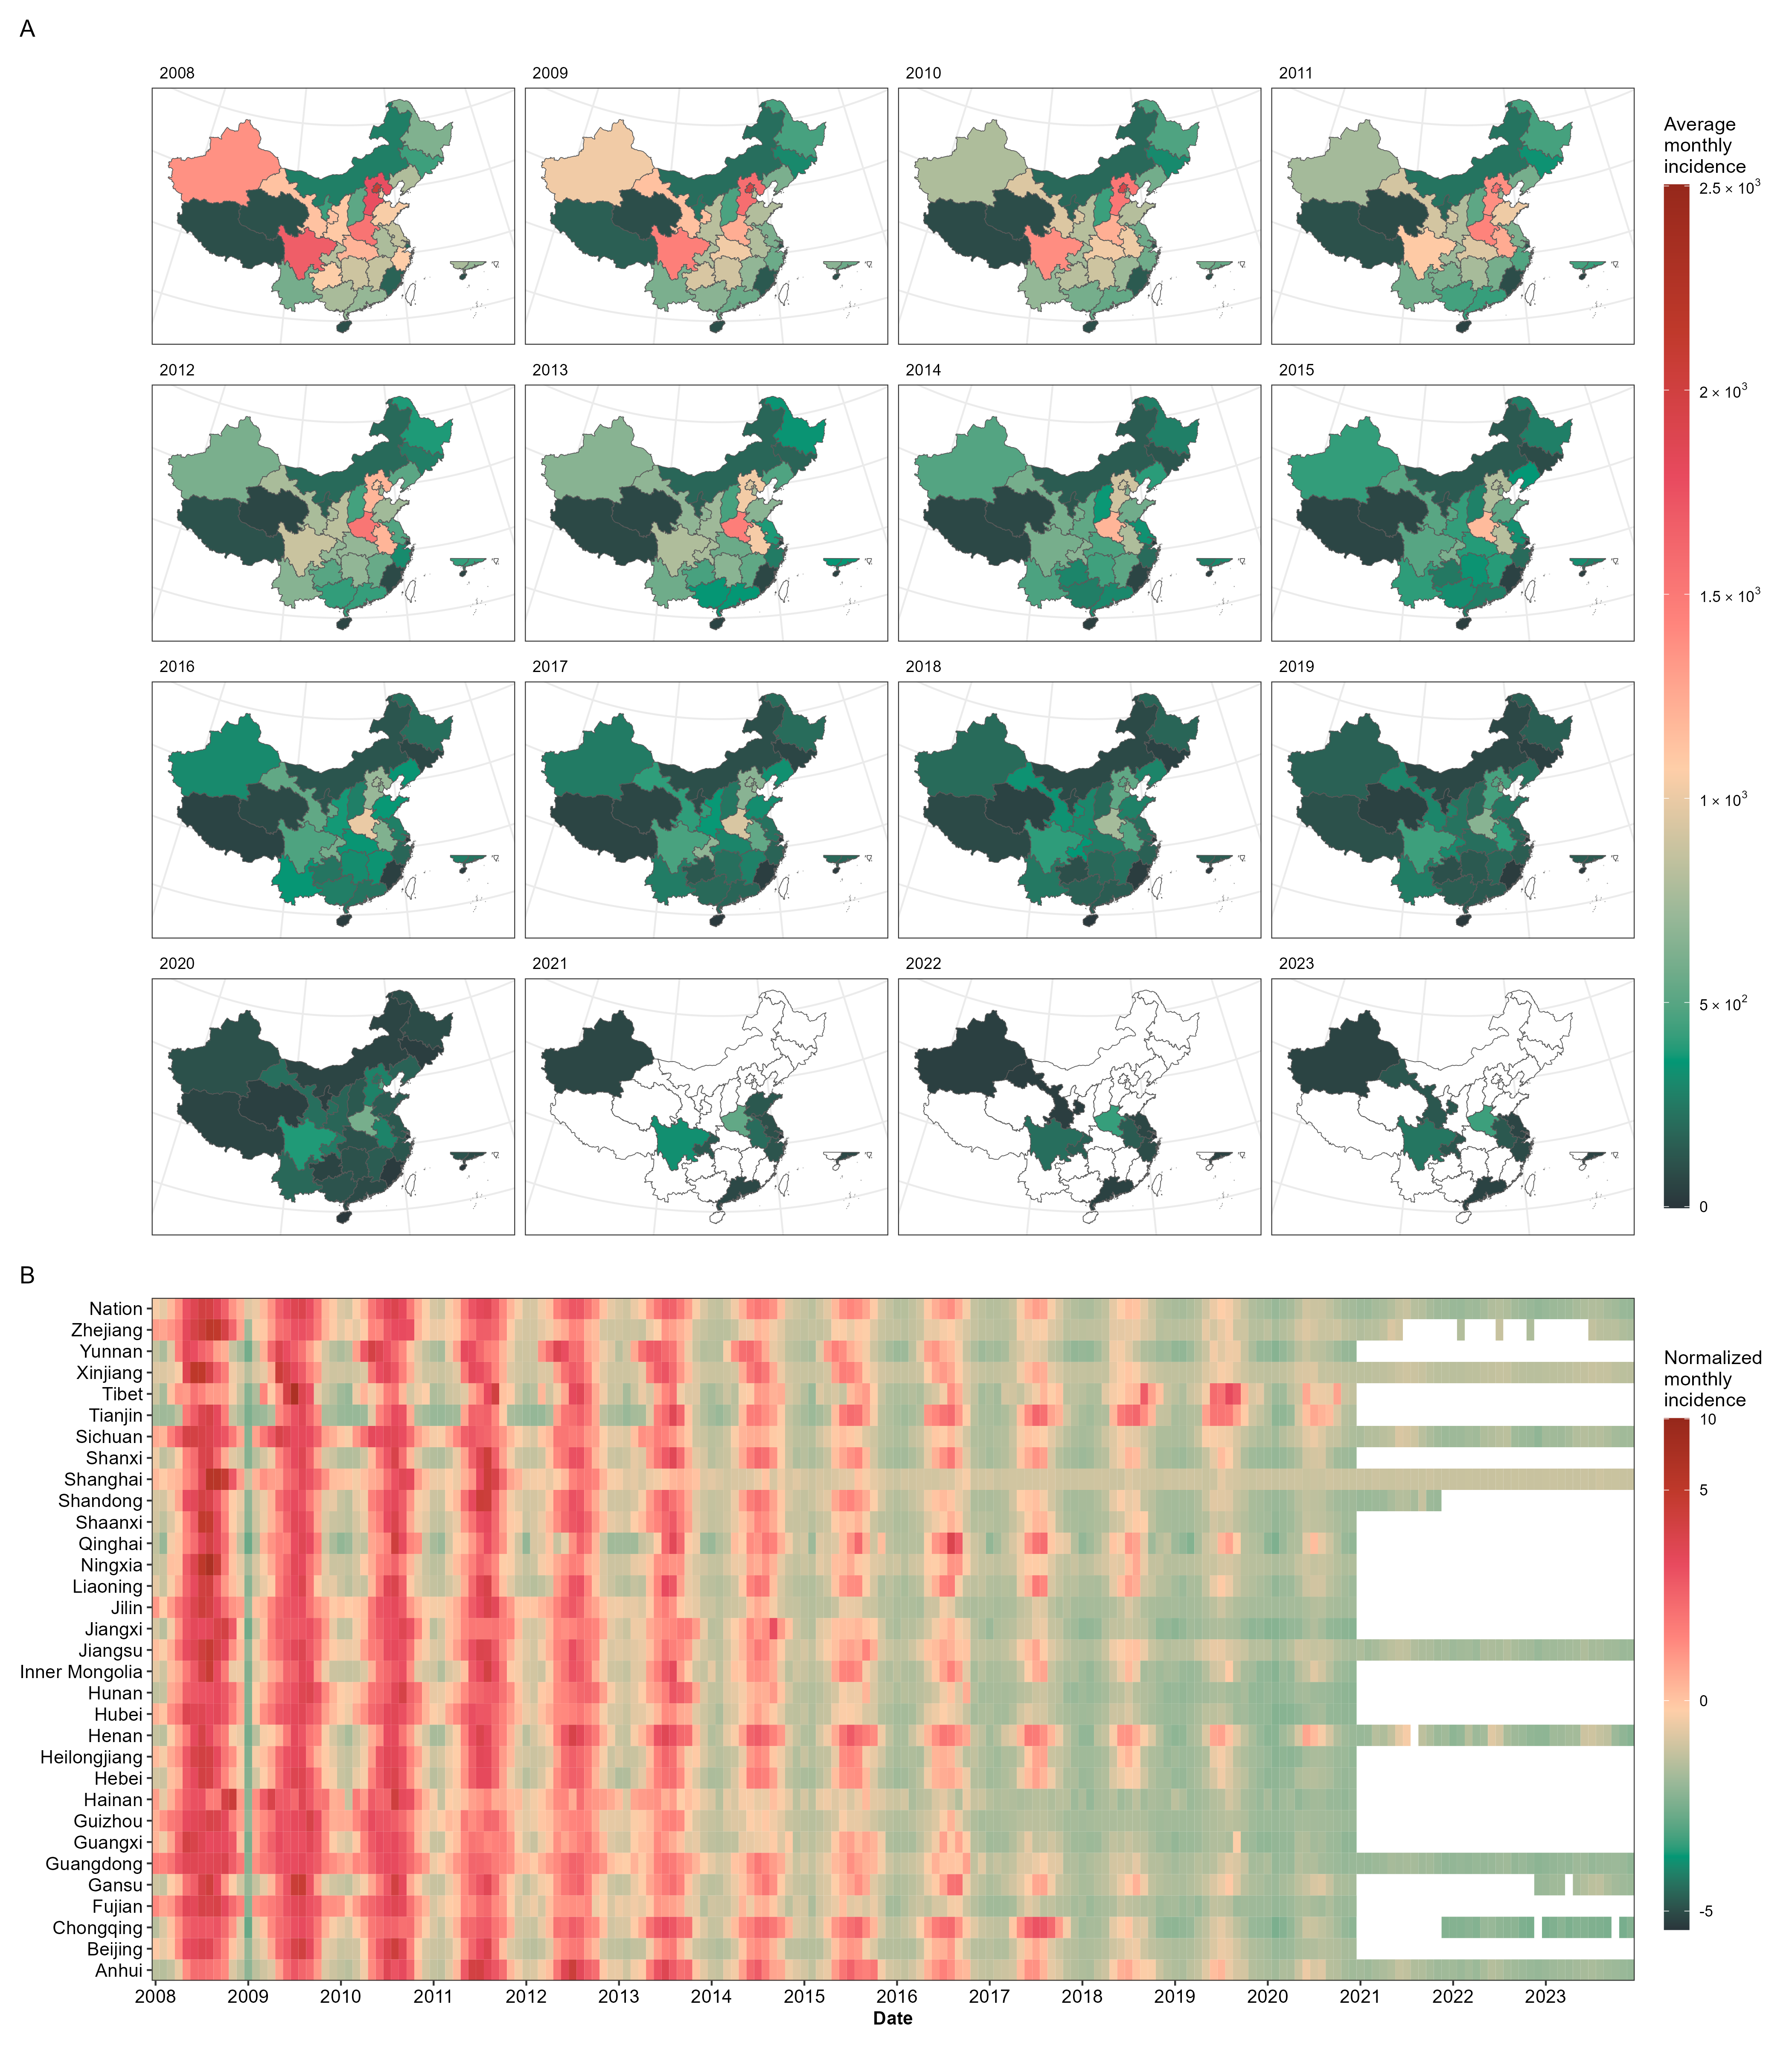 A
2008
2009
2010
2011
Average
monthly
incidence
2.5 × 10³
2 × 10³
1.5 × 10³
1 × 10³
5 × 10²
0
2012
2013
2014
2015
2016
2017
2018
2019
2020
2021
2022
2023
B
Nation
Zhejiang
Yunnan
Xinjiang
Tibet
Tianjin
Sichuan
Shanxi
Shanghai
Shandong
Shaanxi
Qinghai
Ningxia
Liaoning
Jilin
Jiangxi
Jiangsu
Inner Mongolia
Hunan
Hubei
Henan
Heilongjiang
Hebei
Hainan
Guizhou
Guangxi
Guangdong
Gansu
Fujian
Chongqing
Beijing
Anhui
2008 2009 2010 2011 2012 2013 2014 2015 2016 2017 2018 2019 2020 2021 2022 2023
Date
Normalized
monthly
incidence
10
5
0
-5